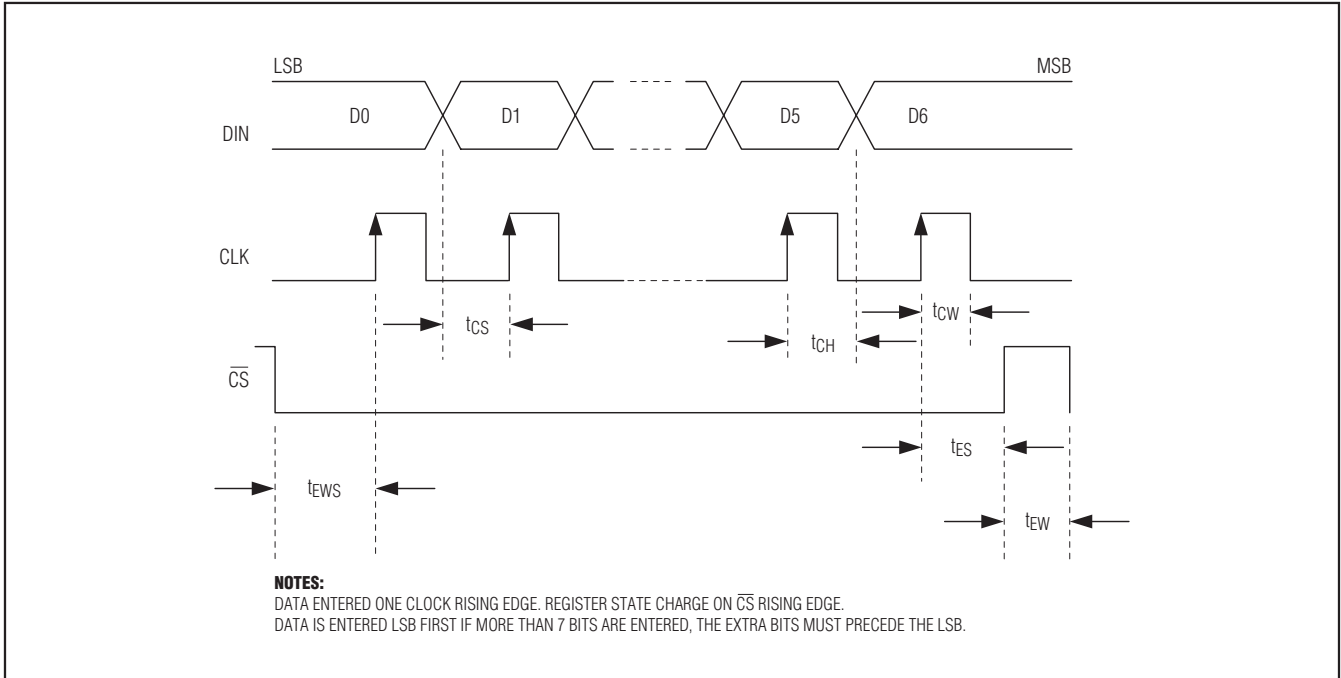 LSB
MSB
DIN
D0
D1
D5
D6
CLK
tCS
tCH
tCW
CS
tEWS
tES
tEW
NOTES:
DATA ENTERED ONE CLOCK RISING EDGE. REGISTER STATE CHARGE ON CS RISING EDGE.
DATA IS ENTERED LSB FIRST IF MORE THAN 7 BITS ARE ENTERED, THE EXTRA BITS MUST PRECEDE THE LSB.